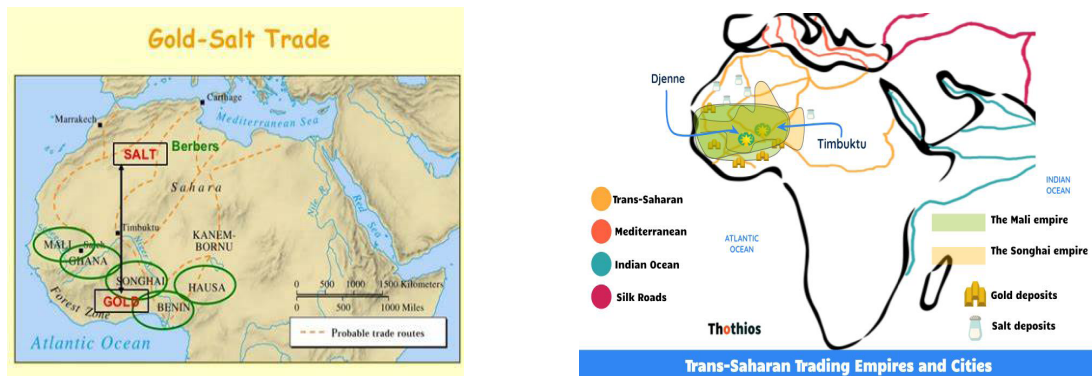 Gold-Salt Trade
Carthage
Marrakech
Mediterranean Sea
SALT
Berbers
Sahara
Nile R.
Red Sea
Timbuktu
KANEM-
BORNU
MALI
GHANA
SONGHAI
HAUSA
GOLD
BENIN
Forest Zone
0 500 1000 1500 Kilometers
0 500 1000 Miles
Probable trade routes
Atlantic Ocean
Djenne
Timbuktu
INDIAN
OCEAN
Trans-Saharan
Mediterranean
Indian Ocean
Silk Roads
ATLANTIC
OCEAN
The Mali empire
The Songhai empire
Gold deposits
Salt deposits
Thothios
Trans-Saharan Trading Empires and Cities